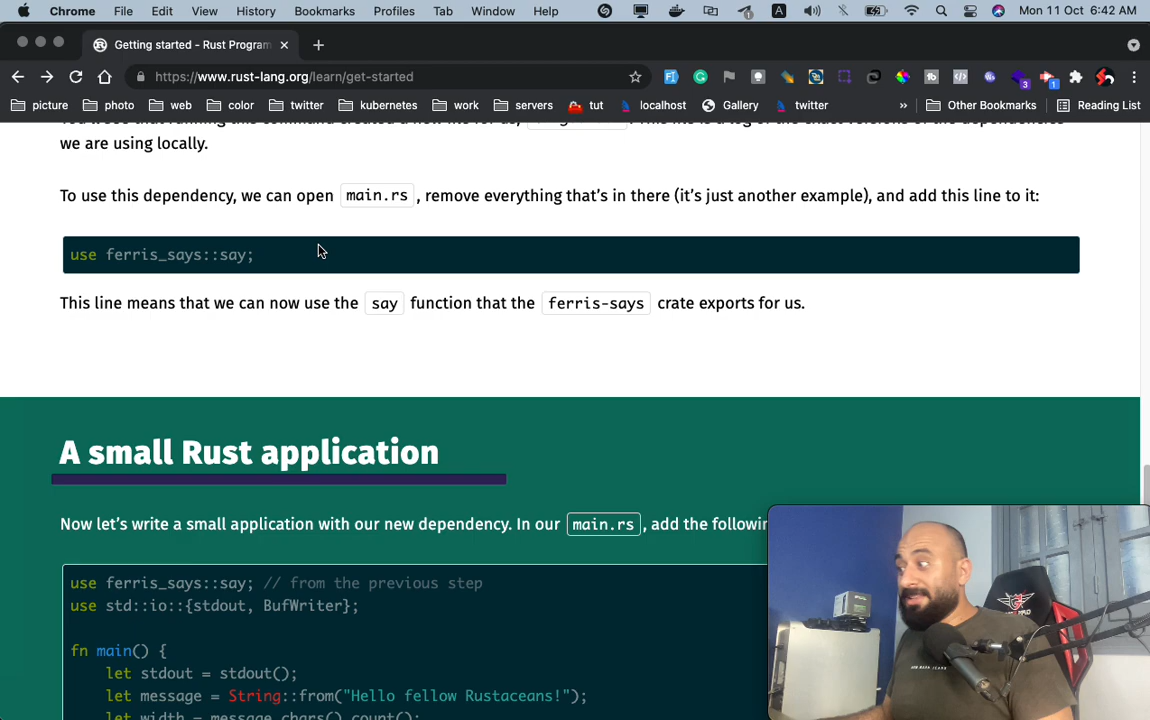 Chrome File Edit View History Bookmarks Profiles Tab Window Help A Mon 11 Oct 6:42 AM
Getting started - Rust Program
https://www.rust-lang.org/learn/get-started
picture photo web color twitter kubernetes work servers tut localhost Gallery twitter » Other Bookmarks Reading List
we are using locally.
To use this dependency, we can open main.rs , remove everything that's in there (it's just another example), and add this line to it:
use ferris_says::say;
This line means that we can now use the say function that the ferris-says crate exports for us.
A small Rust application
Now let's write a small application with our new dependency. In our main.rs , add the
use ferris_says::say; // from the previous step
use std::io::{stdout, BufWriter};
fn main() {
let stdout = stdout();
let message = String::from("Hello fellow Rustaceans!");
let width = message.chars().count();